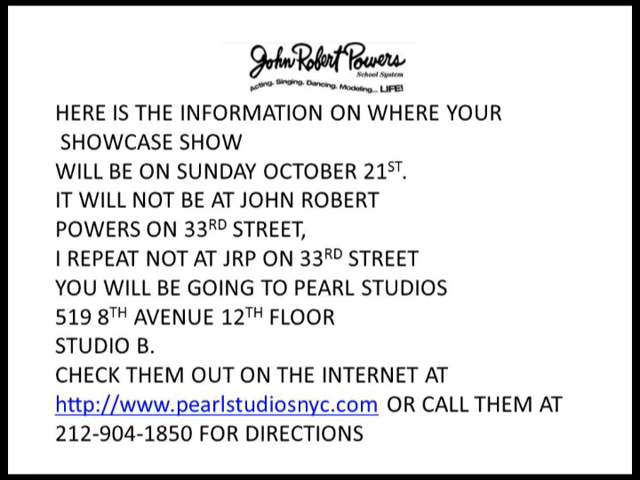 John Robert Powers
School System
Acting, Singing, Dancing, Modeling... LIFE!
HERE IS THE INFORMATION ON WHERE YOUR
SHOWCASE SHOW
WILL BE ON SUNDAY OCTOBER 21ST.
IT WILL NOT BE AT JOHN ROBERT
POWERS ON 33RD STREET,
I REPEAT NOT AT JRP ON 33RD STREET
YOU WILL BE GOING TO PEARL STUDIOS
519 8TH AVENUE 12TH FLOOR
STUDIO B.
CHECK THEM OUT ON THE INTERNET AT
http://www.pearlstudiosnyc.com OR CALL THEM AT
212-904-1850 FOR DIRECTIONS